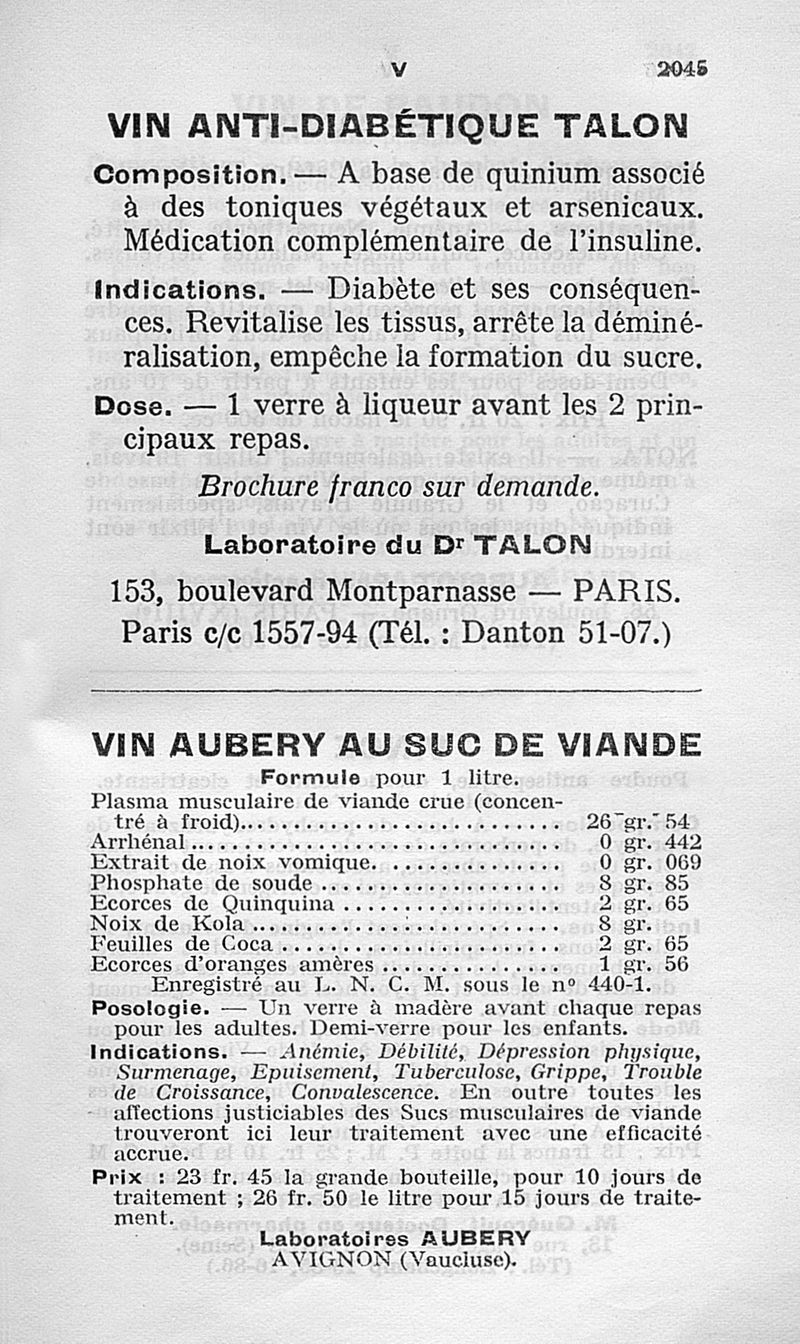 V 2045
VIN ANTI-DIABÉTIQUE TALON
Composition. — A base de quinium associé
à des toniques végétaux et arsenicaux.
Médication complémentaire de l'insuline.
Indications. — Diabète et ses conséquen-
ces. Revitalise les tissus, arrête la déminé-
ralisation, empêche la formation du sucre.
Dose. — 1 verre à liqueur avant les 2 prin-
cipaux repas.
Brochure franco sur demande.
Laboratoire du Dr TALON
153, boulevard Montparnasse — PARIS.
Paris c/c 1557-94 (Tél. : Danton 51-07.)
VIN AUBERY AU SUC DE VIANDE
Formule pour 1 litre.
Plasma musculaire de viande crue (concen-
tré à froid)........................ 26 gr. 54
Arrhénal........................ 0 gr. 442
Extrait de noix vomique................ 0 gr. 069
Phosphate de soude.................... 8 gr. 85
Ecorces de Quinquina.................. 2 gr. 65
Noix de Kola........................ 8 gr.
Feuilles de Coca...................... 2 gr. 65
Ecorces d'oranges amères............... 1 gr. 56
Enregistré au L. N. C. M. sous le no 440-1.
Posologie. — Un verre à madère avant chaque repas
pour les adultes. Demi-verre pour les enfants.
Indications. — Anémie, Débilité, Dépression physique,
Surmenage, Epuisement, Tuberculose, Grippe, Trouble
de Croissance, Convalescence. En outre toutes les
affections justiciables des Sucs musculaires de viande
trouveront ici leur traitement avec une efficacité
accrue.
Prix : 23 fr. 45 la grande bouteille, pour 10 jours de
traitement ; 26 fr. 50 le litre pour 15 jours de traite-
ment.
Laboratoires AUBERY
AVIGNON (Vaucluse).